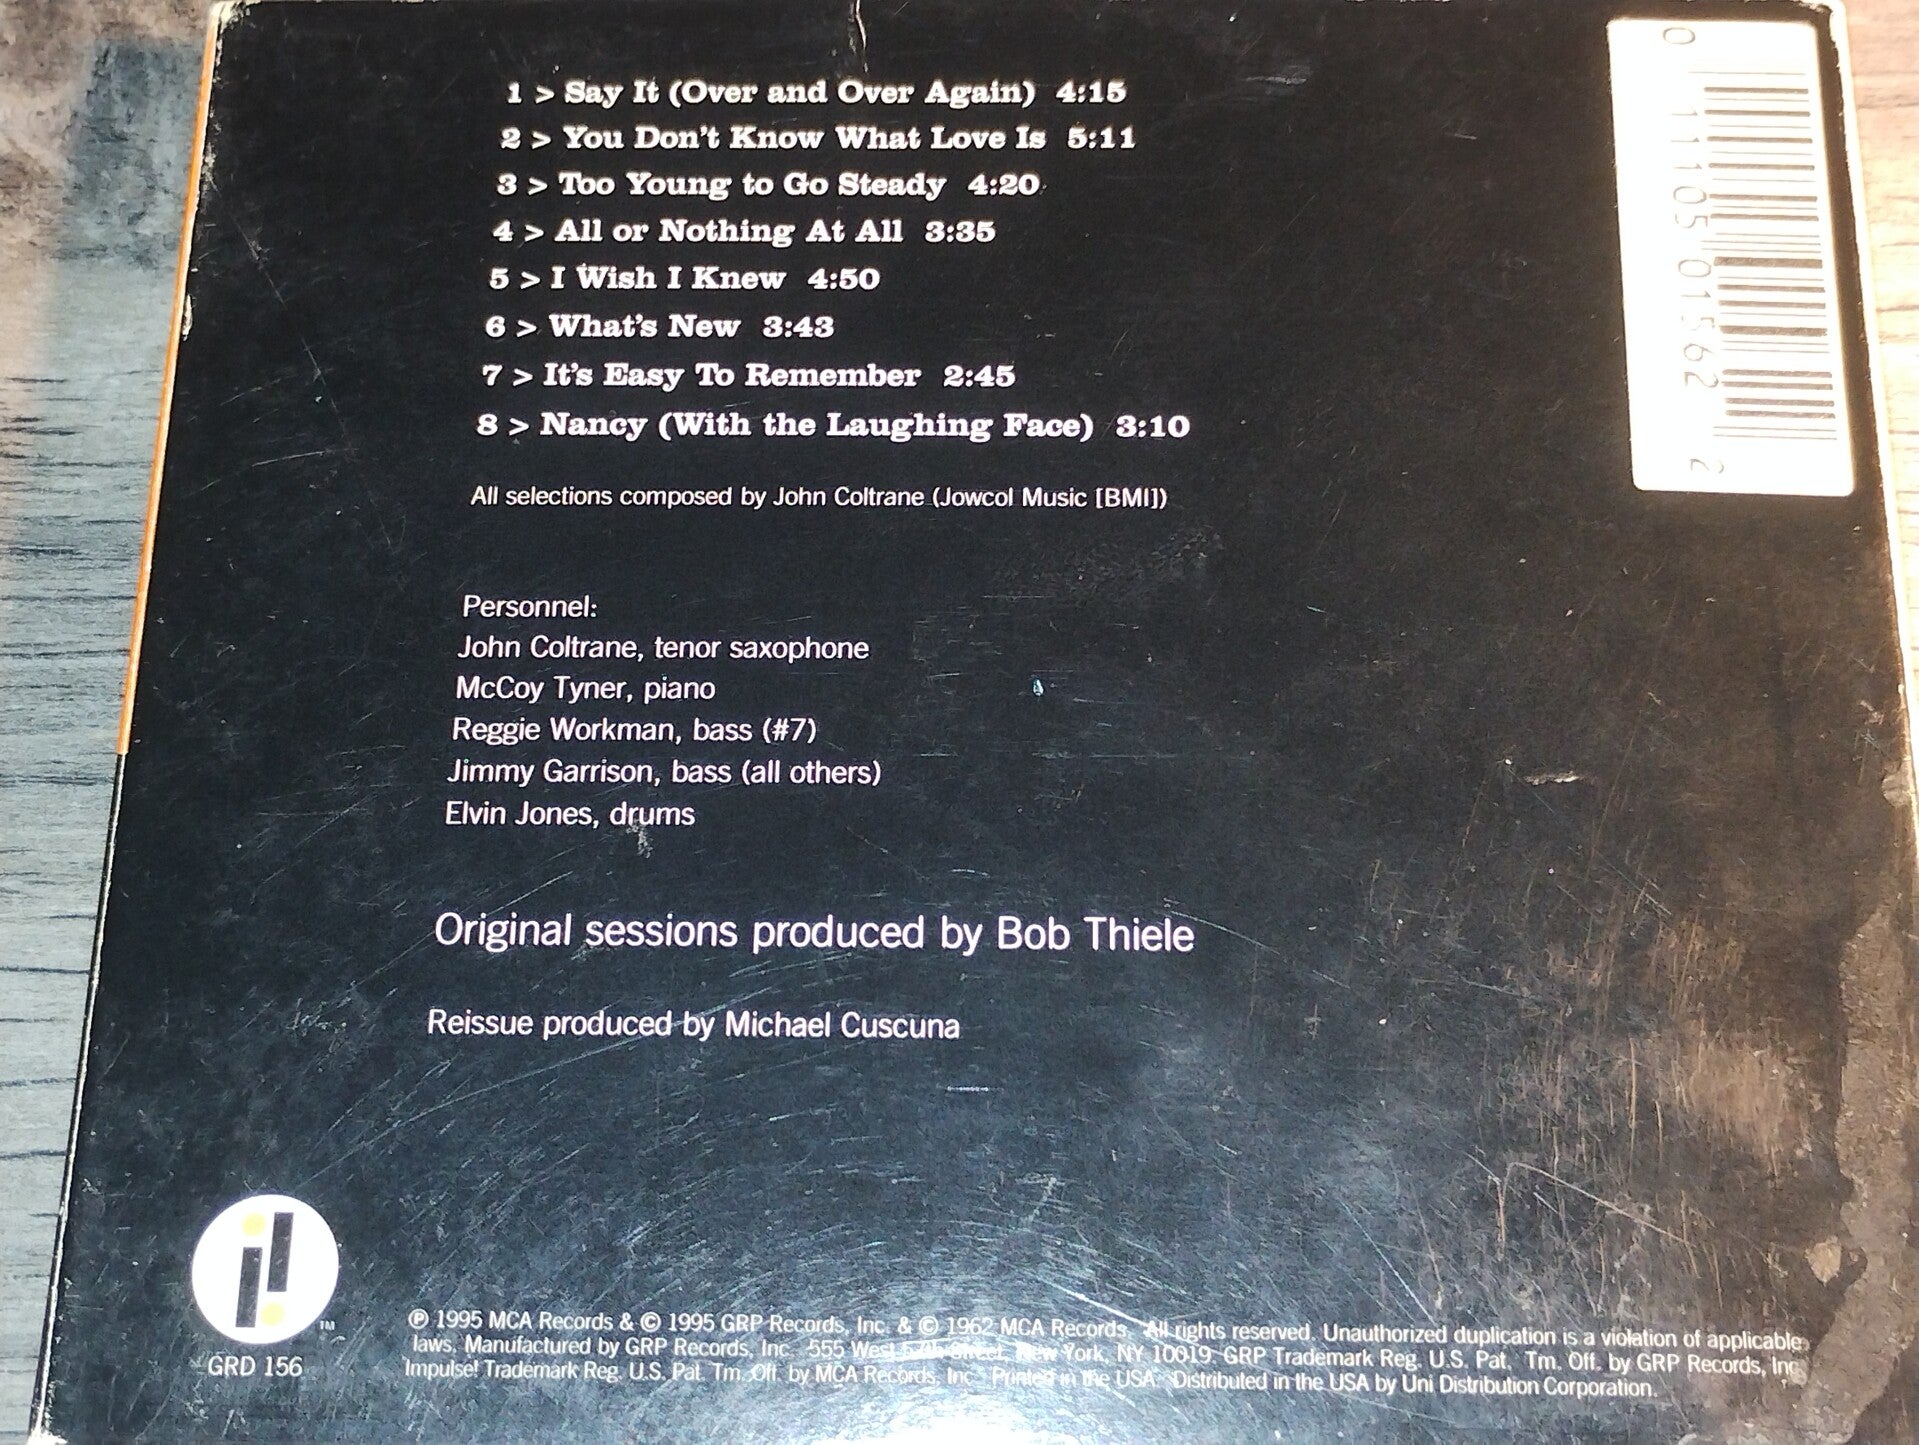 1 > Say It (Over and Over Again) 4:15
2 > You Don't Know What Love Is 5:11
3 > Too Young to Go Steady 4:20
4 > All or Nothing At All 3:35
5 > I Wish I Knew 4:50
6 > What's New 3:43
7 > It's Easy To Remember 2:45
8 > Nancy (With the Laughing Face) 3:10
All selections composed by John Coltrane (Jowcol Music [BMI])
Personnel:
John Coltrane, tenor saxophone
McCoy Tyner, piano
Reggie Workman, bass (#7)
Jimmy Garrison, bass (all others)
Elvin Jones, drums
Original sessions produced by Bob Thiele
Reissue produced by Michael Cuscuna
TM
GRD 156
℗ 1995 MCA Records & © 1995 GRP Records, Inc. & © 1962 MCA Records. All rights reserved. Unauthorized duplication is a violation of applicable
laws. Manufactured by GRP Records, Inc. 555 West 57th Street, New York, NY 10019. GRP Trademark Reg. U.S. Pat. Tm. Off. by GRP Records, Inc
Impulse! Trademark Reg. U.S. Pat. Tm. Off. by MCA Records, Inc. Printed in the USA. Distributed in the USA by Uni Distribution Corporation.
0 11105 01562 2